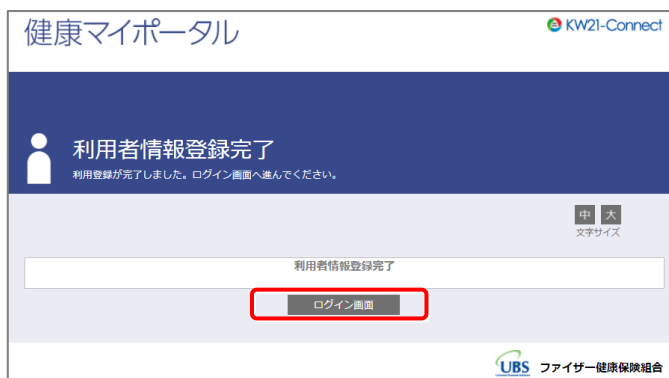 健康マイポータル
KW21-Connect
利用者情報登録完了
利用登録が完了しました。ログイン画面へ進んでください。
中 大
文字サイズ
利用者情報登録完了
ログイン画面
UBS ファイザー健康保険組合